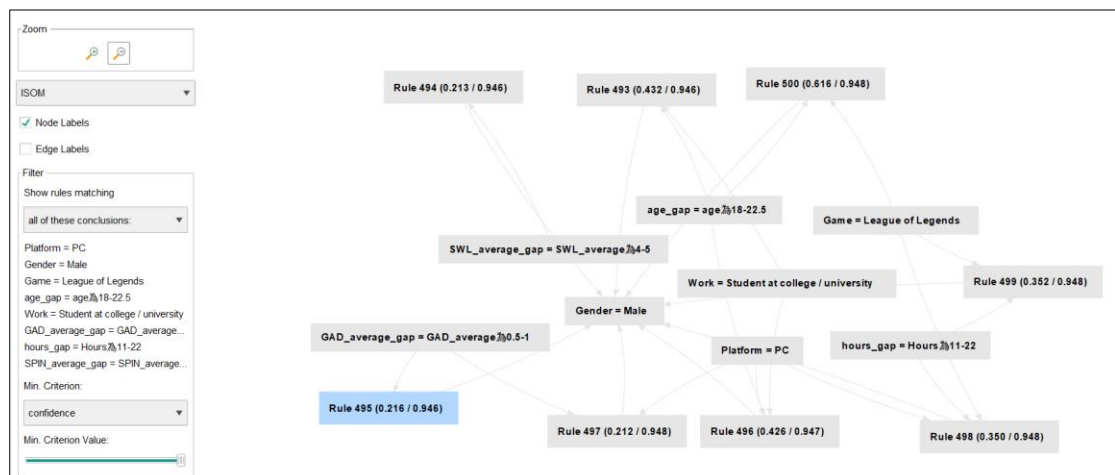 Zoom
ISOM
Node Labels
Edge Labels
Filter
Show rules matching
all of these conclusions:
Platform = PC
Gender = Male
Game = League of Legends
age_gap = age為18-22.5
Work = Student at college / university
GAD_average_gap = GAD_average...
hours_gap = Hours為11-22
SPIN_average_gap = SPIN_average...
Min. Criterion:
confidence
Min. Criterion Value:
Rule 494 (0.213 / 0.946)
Rule 493 (0.432 / 0.946)
Rule 500 (0.616 / 0.948)
age_gap = age為18-22.5
Game = League of Legends
SWL_average_gap = SWL_average為4-5
Work = Student at college / university
Rule 499 (0.352 / 0.948)
Gender = Male
GAD_average_gap = GAD_average為0.5-1
Platform = PC
hours_gap = Hours為11-22
Rule 495 (0.216 / 0.946)
Rule 497 (0.212 / 0.948)
Rule 496 (0.426 / 0.947)
Rule 498 (0.350 / 0.948)